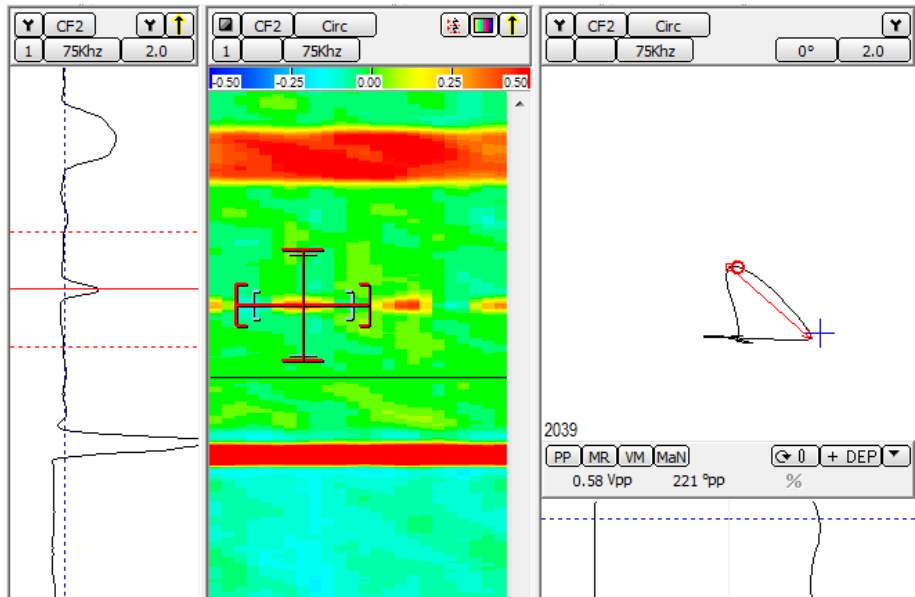 Y CF2 Y
1 75Khz 2.0
CF2 Circ
1 75Khz
-0.50 -0.25 0.00 0.25 0.50
Y CF2 Circ Y
75Khz 0° 2.0
2039
PP MR VM MaN 0 + DEP
0.58 Vpp 221 °pp %